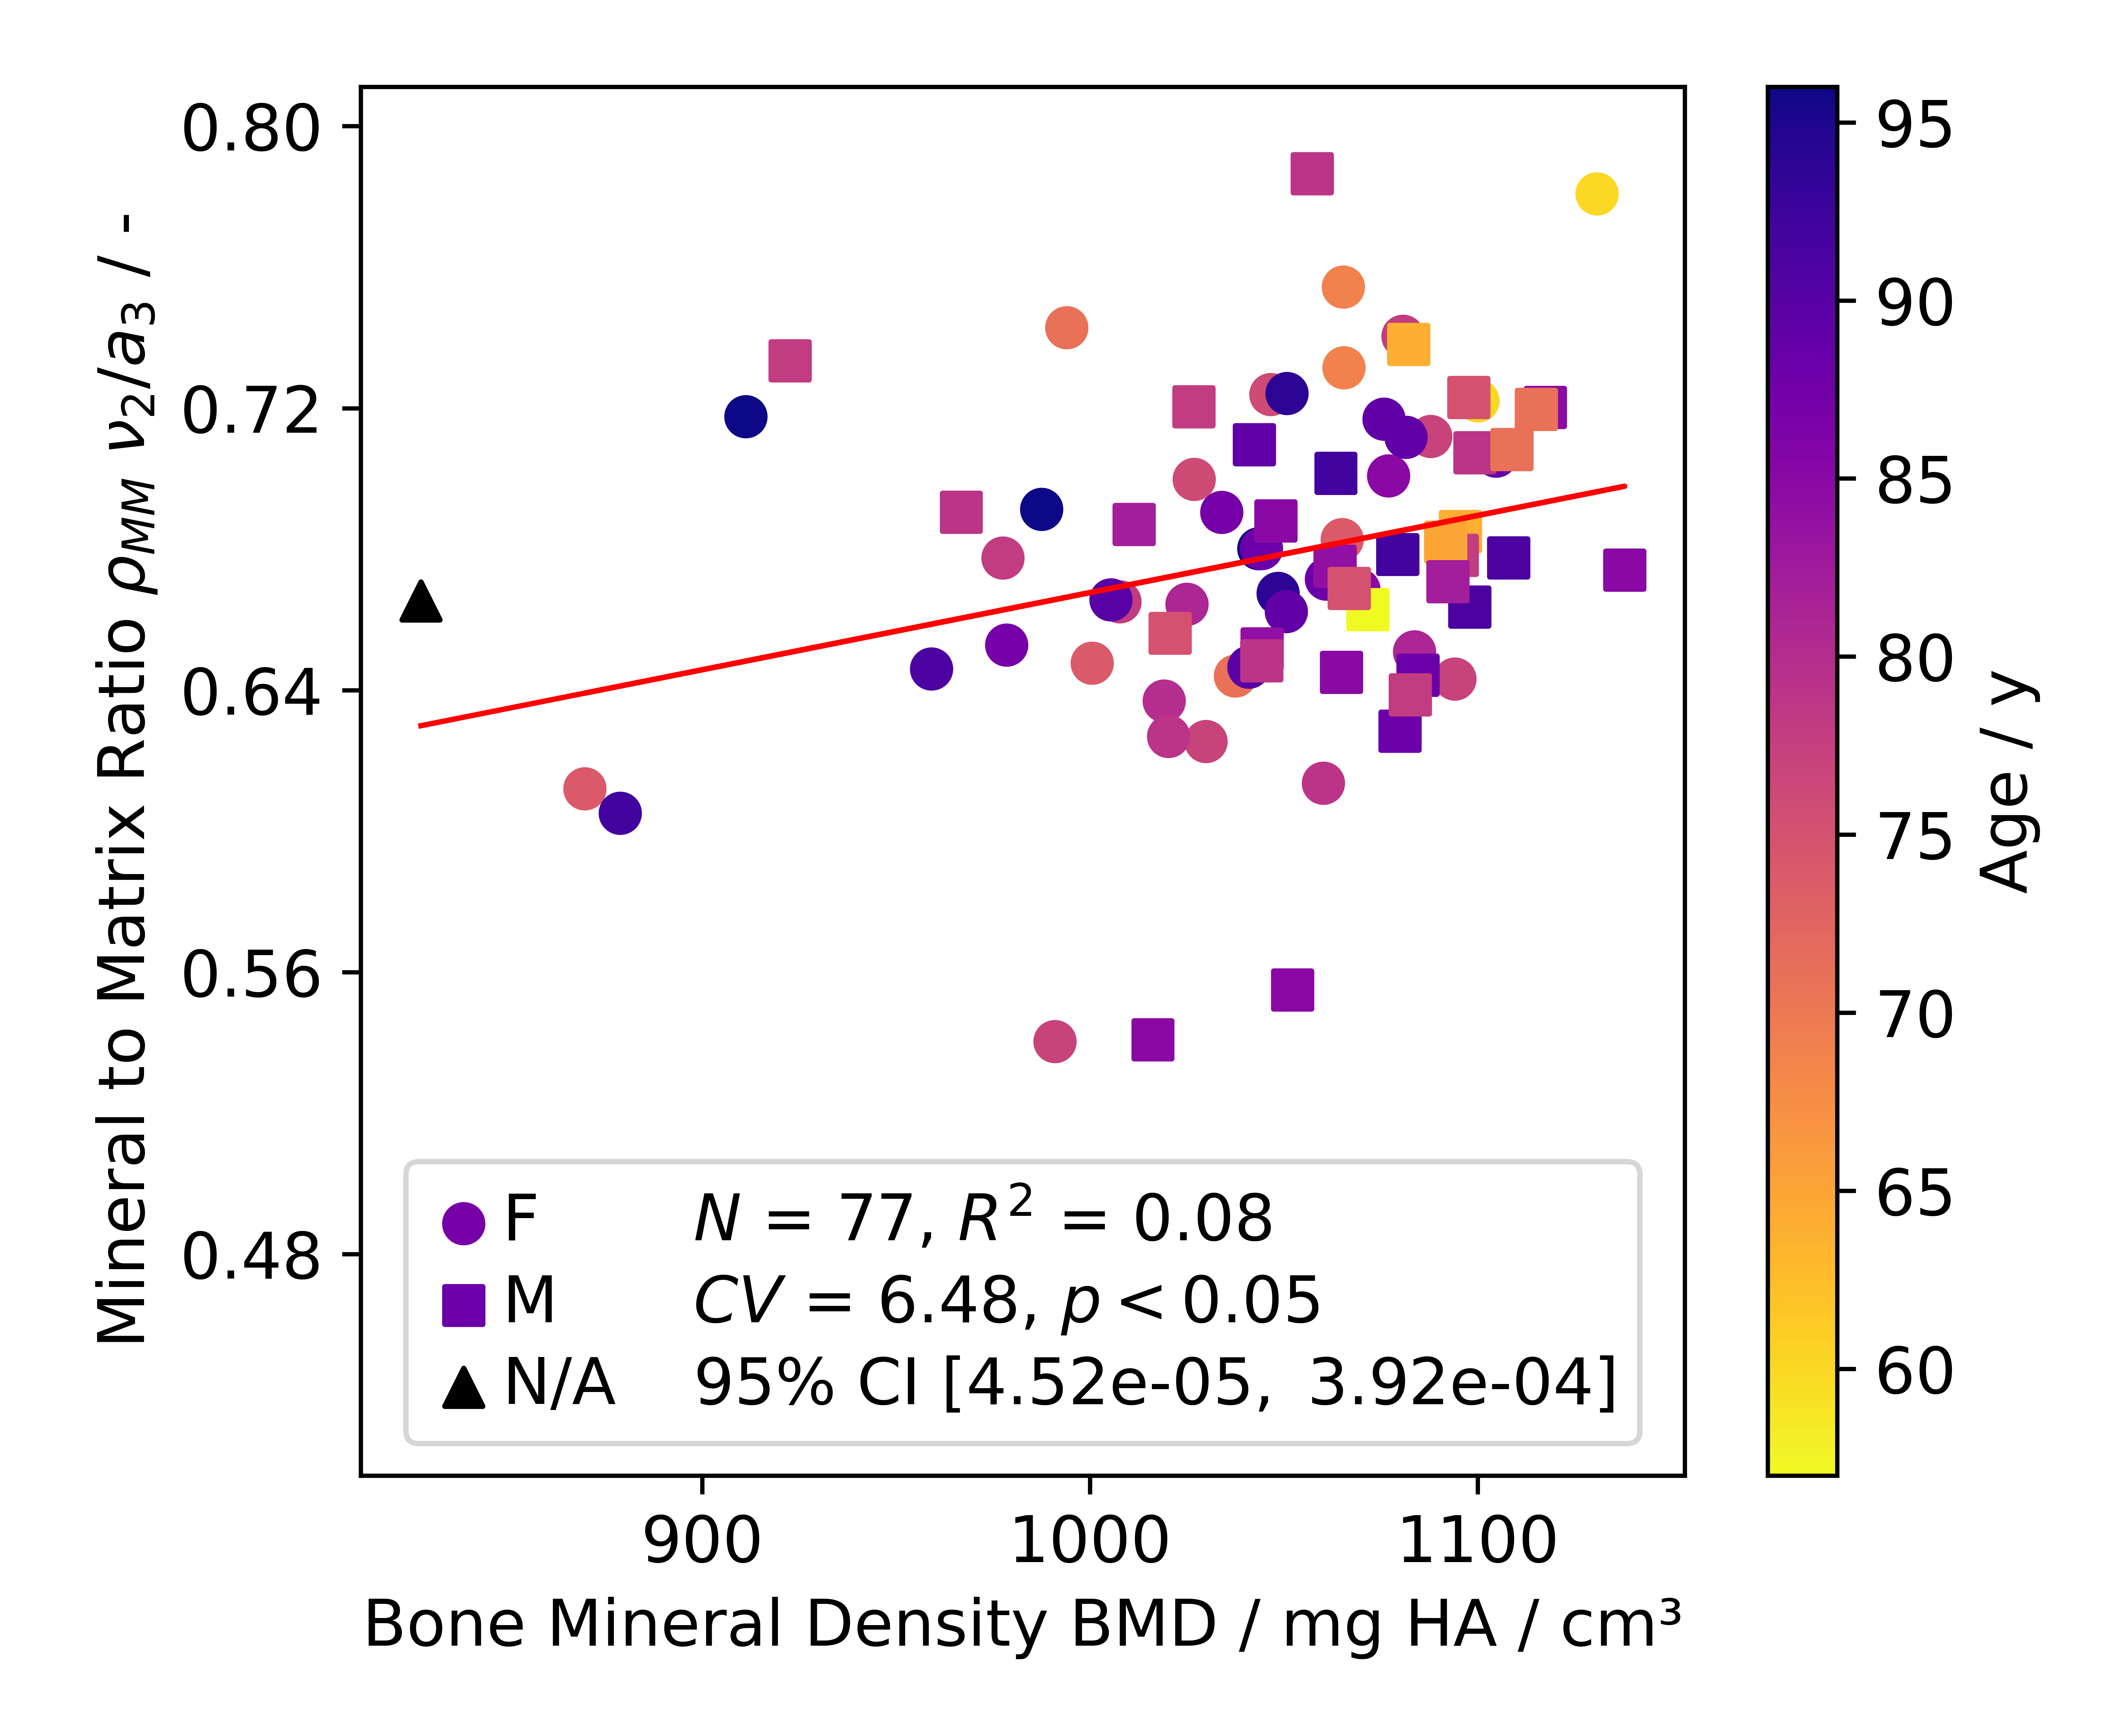 0.80
0.72
0.64
0.56
0.48
Mineral to Matrix Ratio ρMM ν₂/a₃ / -
F N = 77, R² = 0.08
M CV = 6.48, p < 0.05
N/A 95% CI [4.52e-05, 3.92e-04]
900 1000 1100
Bone Mineral Density BMD / mg HA / cm³
95
90
85
80
75
70
65
60
Age / y